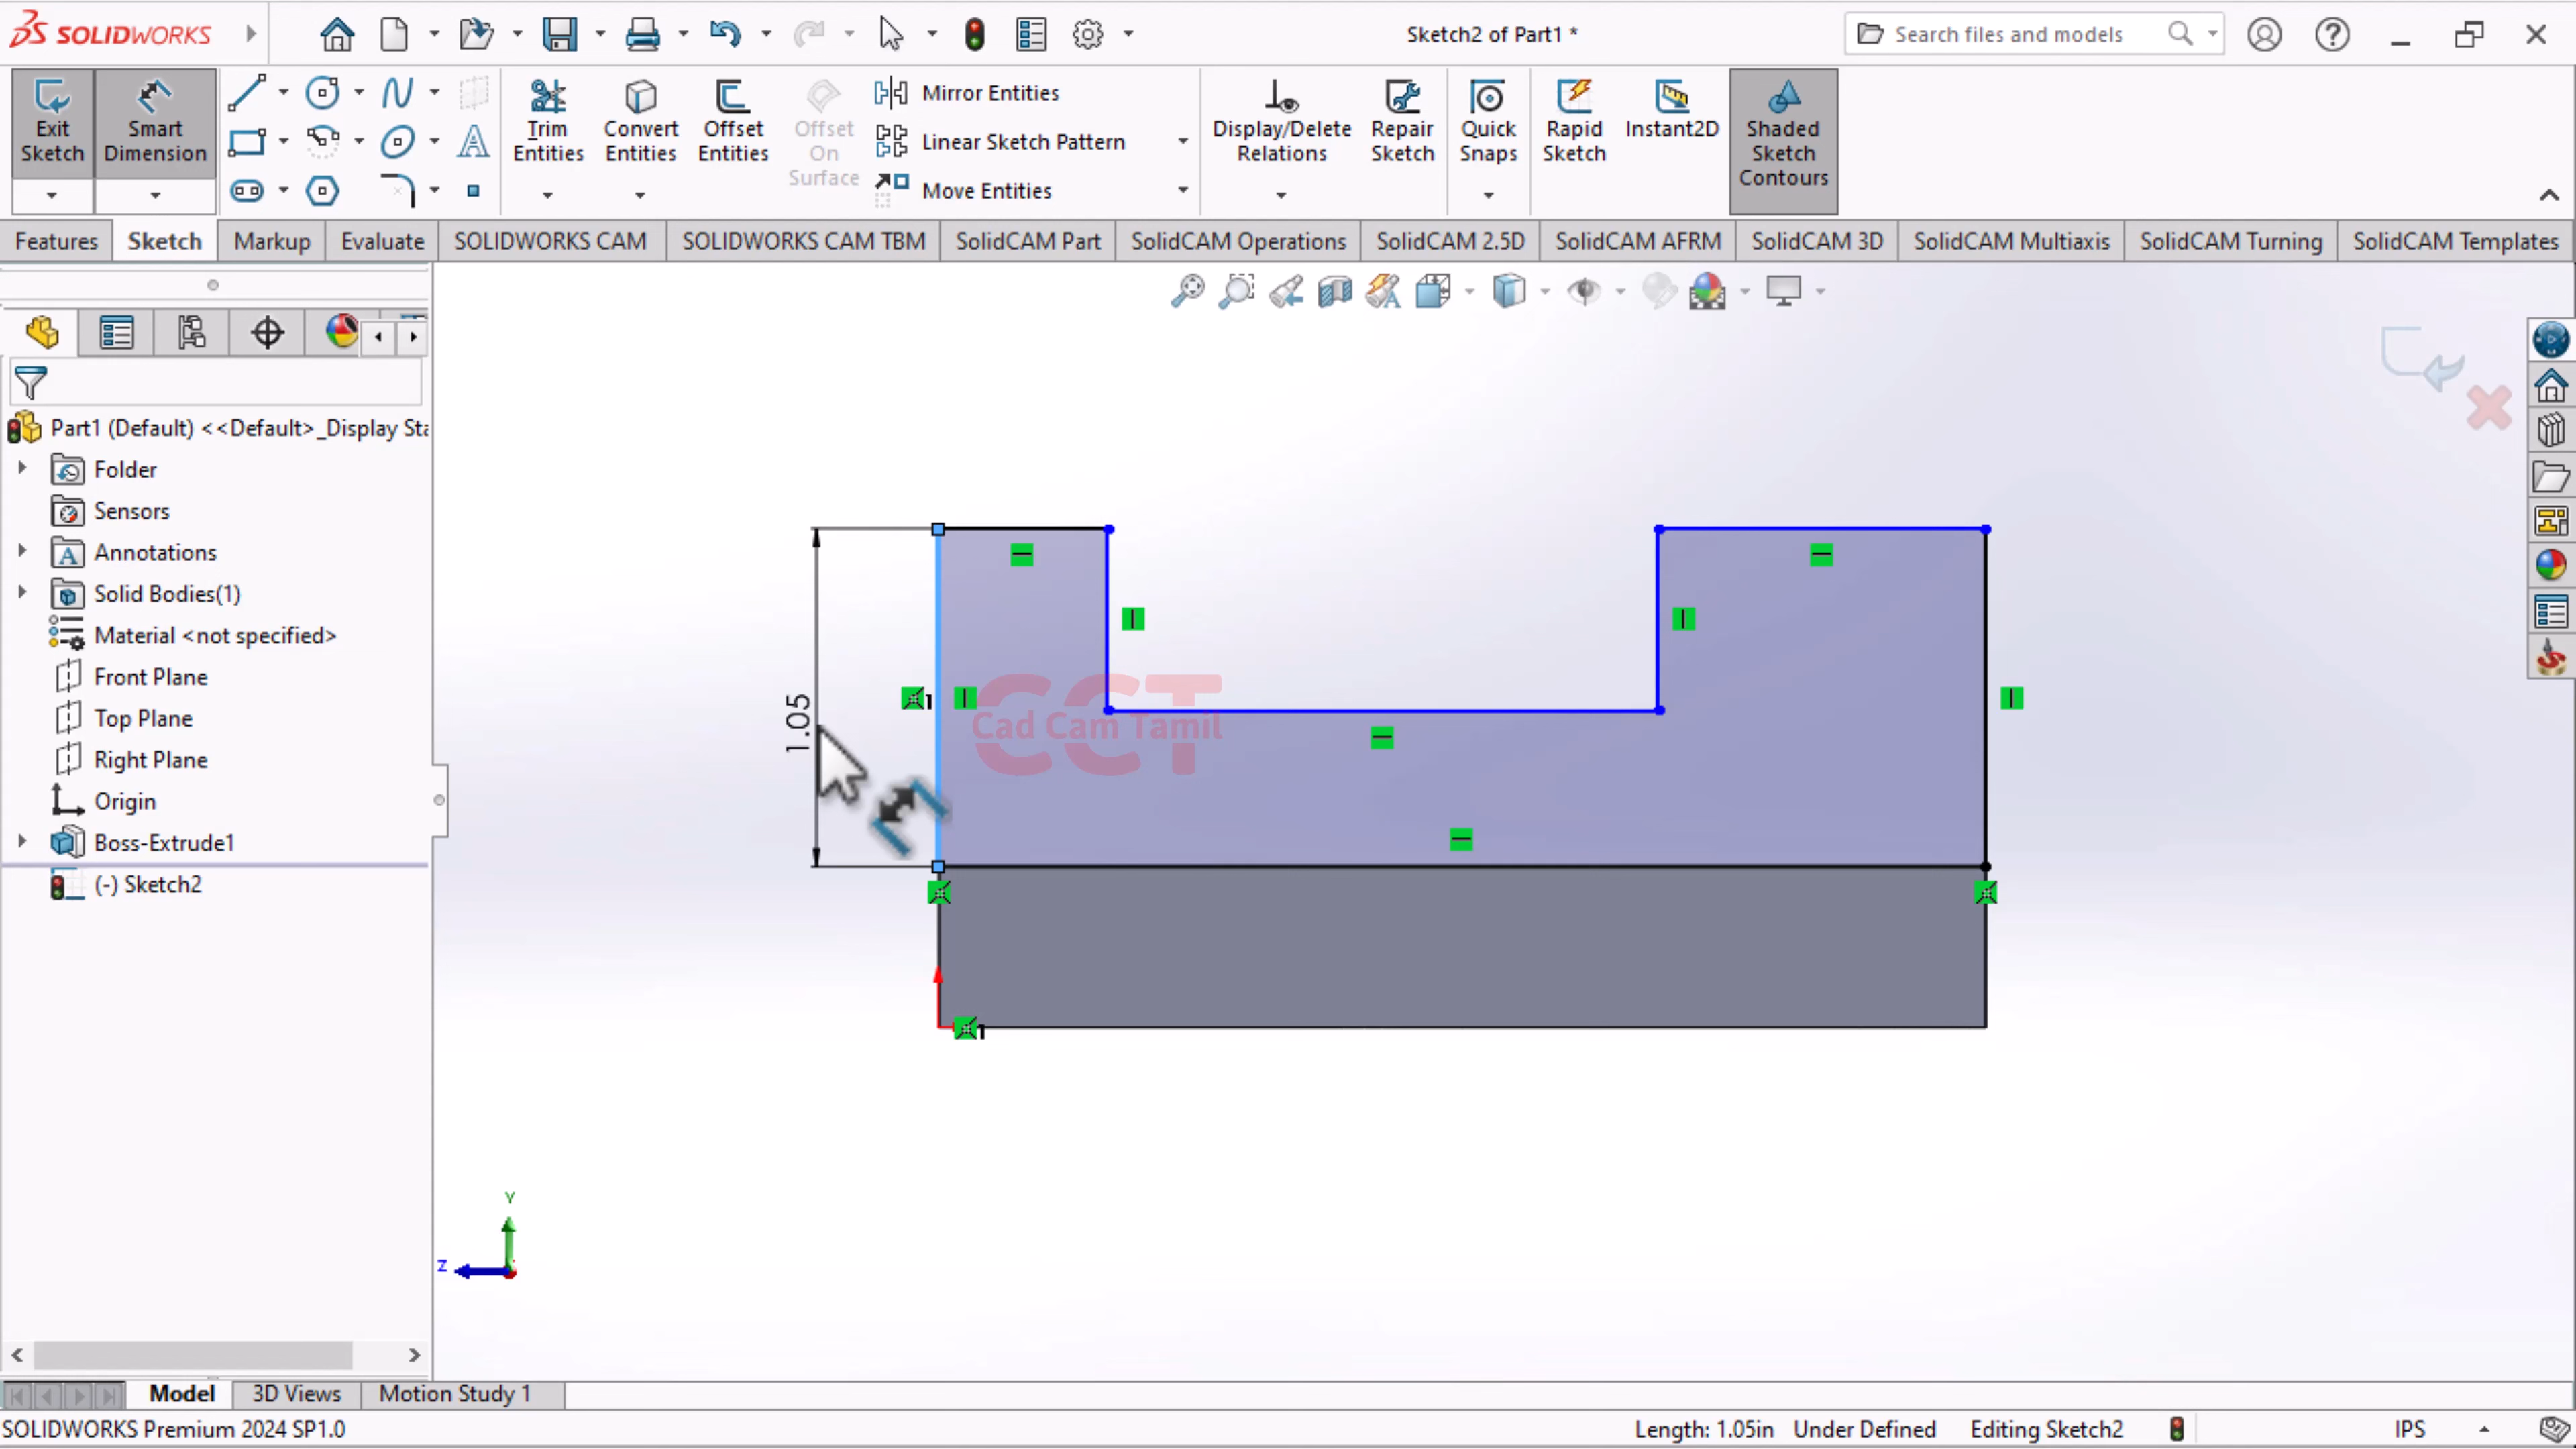 SOLIDWORKS
Sketch2 of Part1 *
Search files and models
Exit Sketch
Smart Dimension
Trim Entities
Convert Entities
Offset Entities
Offset On Surface
Mirror Entities
Linear Sketch Pattern
Move Entities
Display/Delete Relations
Repair Sketch
Quick Snaps
Rapid Sketch
Instant2D
Shaded Sketch Contours
Features
Sketch
Markup
Evaluate
SOLIDWORKS CAM
SOLIDWORKS CAM TBM
SolidCAM Part
SolidCAM Operations
SolidCAM 2.5D
SolidCAM AFRM
SolidCAM 3D
SolidCAM Multiaxis
SolidCAM Turning
SolidCAM Templates
Part1 (Default) <<Default>_Display Sta
Folder
Sensors
Annotations
Solid Bodies(1)
Material <not specified>
Front Plane
Top Plane
Right Plane
Origin
Boss-Extrude1
(-) Sketch2
1.05
1
CCT
Cad Cam Tamil
1
Y
Z
Model
3D Views
Motion Study 1
SOLIDWORKS Premium 2024 SP1.0
Length: 1.05in
Under Defined
Editing Sketch2
IPS